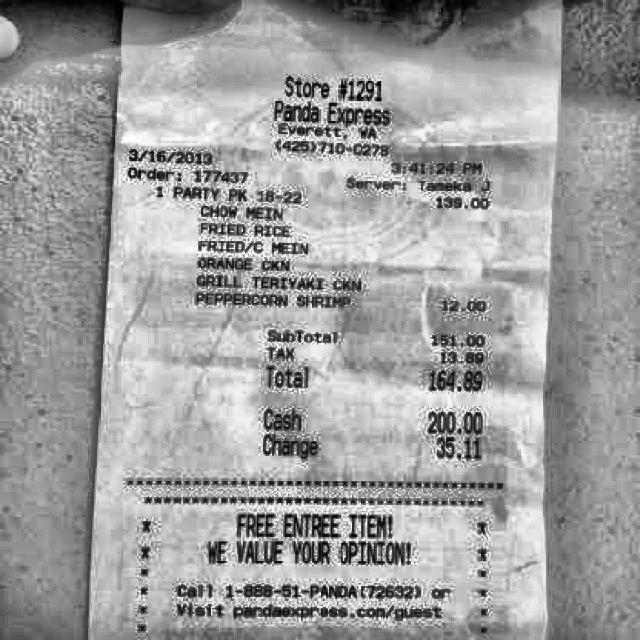 Store #1291
Panda Express
Everett, WA
(425)710-0278
3/16/2013 3:41:24 PM
Order: 177437 Server: Tameka J
1 PARTY PK 18-22 139.00
CHOW MEIN
FRIED RICE
FRIED/C MEIN
ORANGE CKN
GRILL TERIYAKI CKN
PEPPERCORN SHRIMP 12.00
SubTotal 151.00
TAX 13.89
Total 164.89
Cash 200.00
Change 35.11
FREE ENTREE ITEM!
WE VALUE YOUR OPINION!
Call 1-888-51-PANDA(72632) or
Visit pandaexpress.com/guest